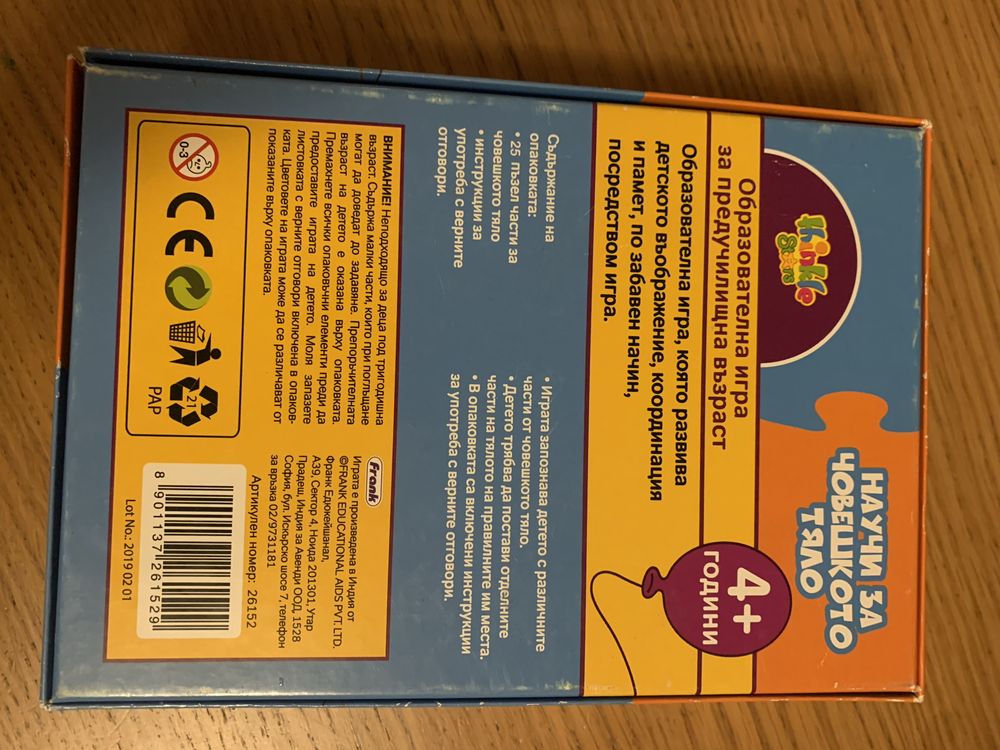 thinkle
Stars
НАУЧИ ЗА
ЧОВЕШКОТО
ТЯЛО
Образователна игра
за предучилищна възраст
4+
ГОДИНИ
Образователна игра, която развива
детското въображение, координация
и памет, по забавен начин,
посредством игра.
Съдържание на
опаковката:
• 25 пъзел части за
човешкото тяло
• инструкции за
употреба с верните
отговори.
• Играта запознава детето с различните
части от човешкото тяло.
• Детето трябва да постави отделните
части на тялото на правилните им места.
• В опаковката са включени инструкции
за употреба с верните отговори.
ВНИМАНИЕ! Неподходящо за деца под тригодишна
възраст. Съдържа малки части, които при поглъщане
могат да доведат до задавяне. Препоръчителната
възраст на детето е оказана върху опаковката.
Премахнете всички опаковъчни елементи преди да
предоставите играта на детето. Моля запазете
листовката с верните отговори включена в опаков-
ката. Цветовете на играта може да се различават от
показаните върху опаковката.
0-3
CE
21
PAP
Frank
Играта е произведена в Индия от
©FRANK EDUCATIONAL AIDS PVT. LTD.
Франк Едюкейшанал,
A39, Сектор 4, Ноида 201301, Утар
Прадеш, Индия за Авенди ООД, 1528
София, бул. Искърско шосе 7, телефон
за връзка 02/9731181
Артикулен номер: 26152
8 901137 261529
Lot No.: 2019 02 01